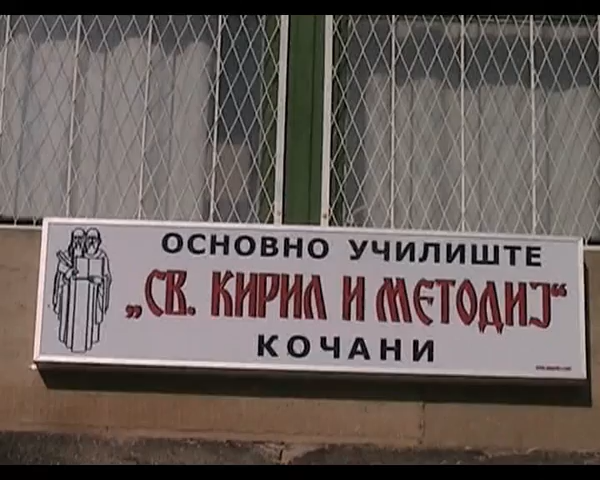 ОСНОВНО УЧИЛИШТЕ
„СВ. КИРИЛ И МЕТОДИЈ“
КОЧАНИ